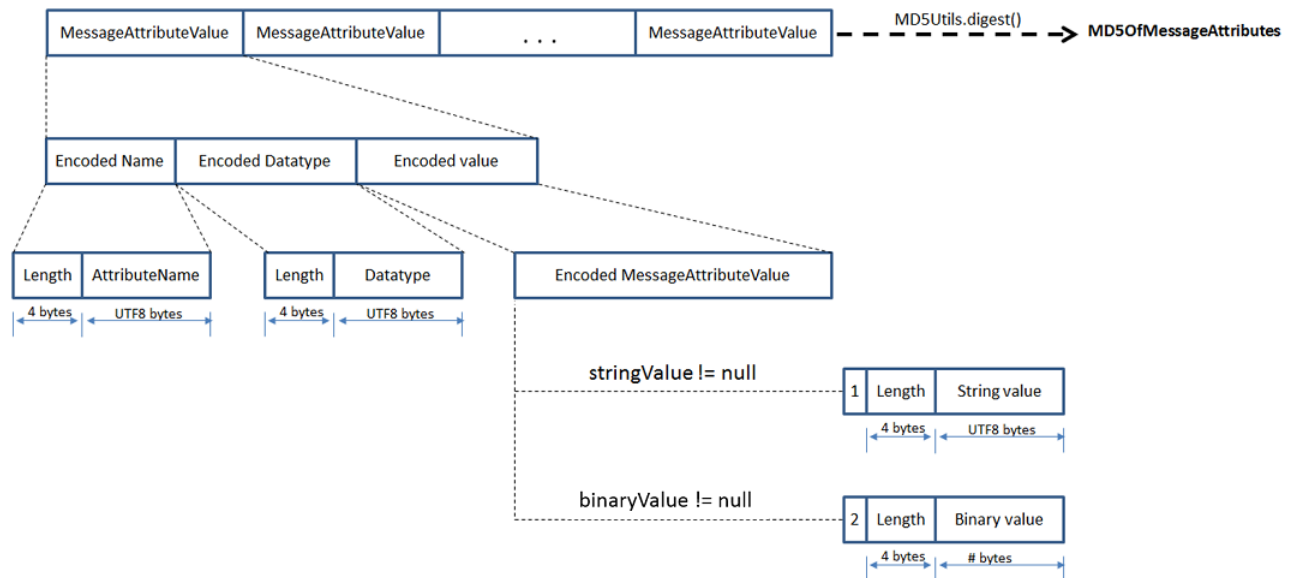 MessageAttributeValue MessageAttributeValue . . . MessageAttributeValue MD5Utils.digest() MD5OfMessageAttributes
Encoded Name Encoded Datatype Encoded value
Length AttributeName Length Datatype Encoded MessageAttributeValue
4 bytes UTF8 bytes 4 bytes UTF8 bytes
stringValue != null
1 Length String value
4 bytes UTF8 bytes
binaryValue != null
2 Length Binary value
4 bytes # bytes